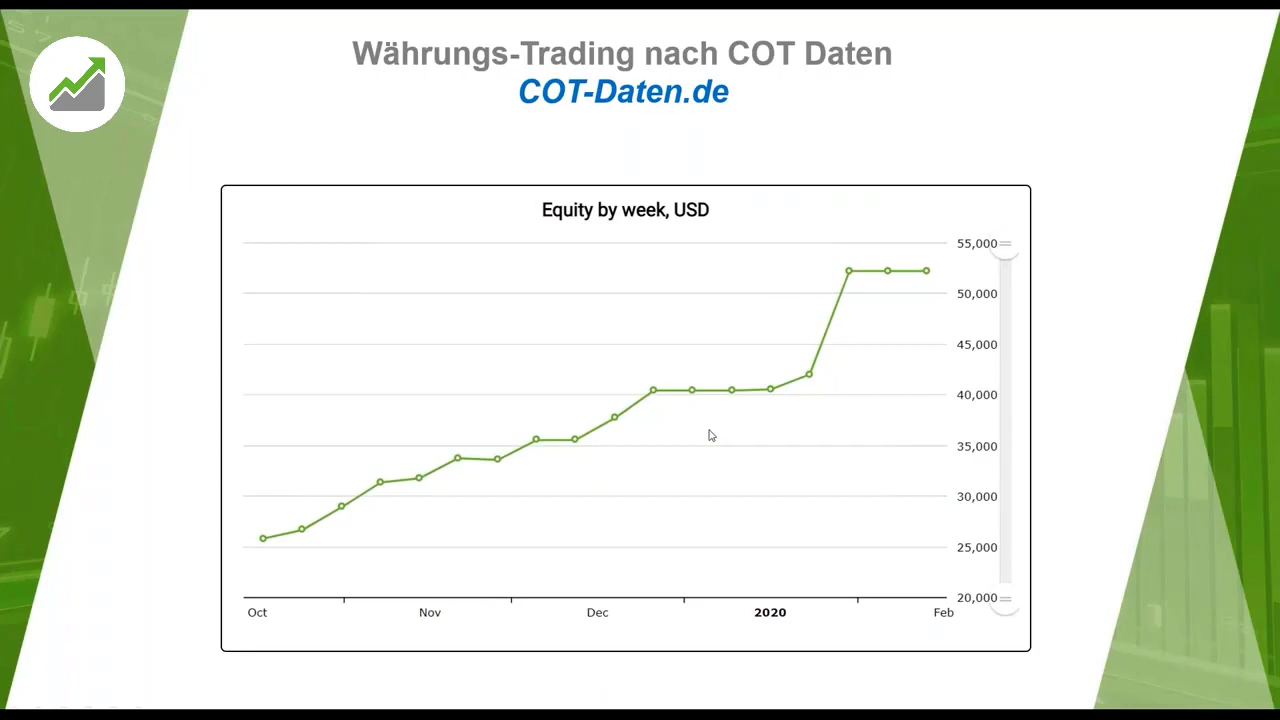 Währungs-Trading nach COT Daten
COT-Daten.de
Equity by week, USD
55,000
50,000
45,000
40,000
35,000
30,000
25,000
20,000
Oct Nov Dec 2020 Feb